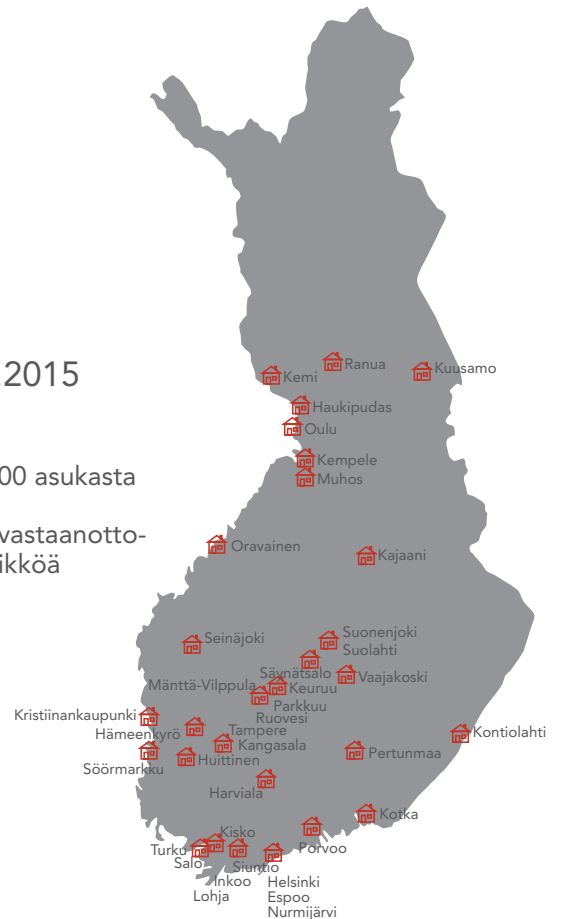 .2015
00 asukasta
vastaanotto-
ikköä
Ranua
Kuusamo
Kemi
Haukipudas
Oulu
Kempele
Muhos
Oravainen
Kajaani
Seinäjoki
Suonenjoki
Suolahti
Säynätsalo
Vaajakoski
Mänttä-Vilppula
Keuruu
Parkkuu
Ruovesi
Kristiinankaupunki
Hämeenkyrö
Tampere
Kangasala
Kontiolahti
Söörmarkku
Huittinen
Pertunmaa
Harviala
Kotka
Kisko
Porvoo
Turku
Salo
Siuntio
Inkoo
Lohja
Helsinki
Espoo
Nurmijärvi